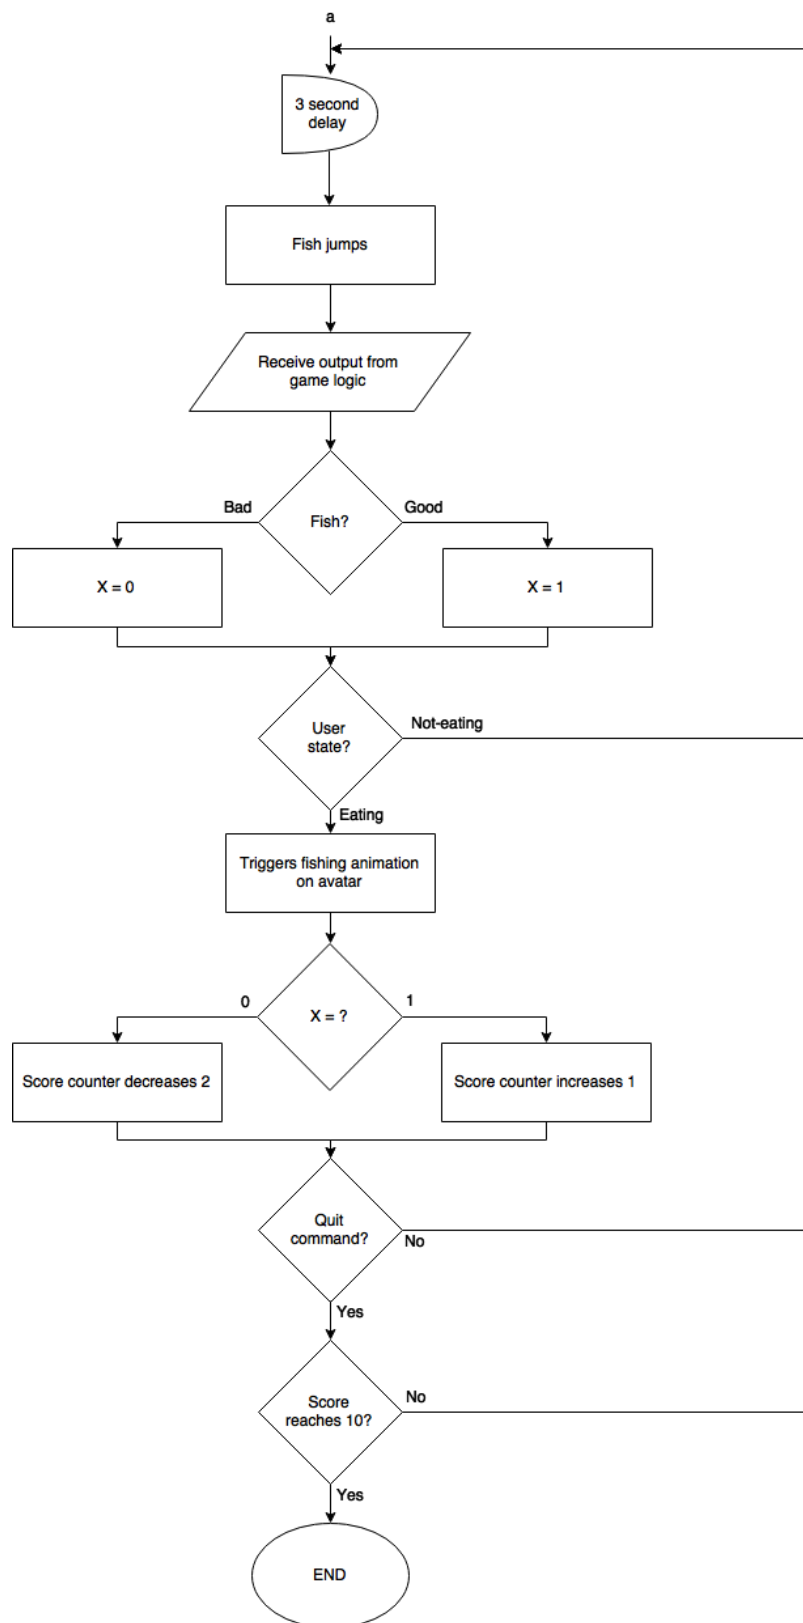 a
3 second
delay
Fish jumps
Receive output from
game logic
Bad
Good
Fish?
X = 0
X = 1
Not-eating
User
state?
Eating
Triggers fishing animation
on avatar
0
1
X = ?
Score counter decreases 2
Score counter increases 1
Quit
command?
No
Yes
Score
reaches 10?
No
Yes
END